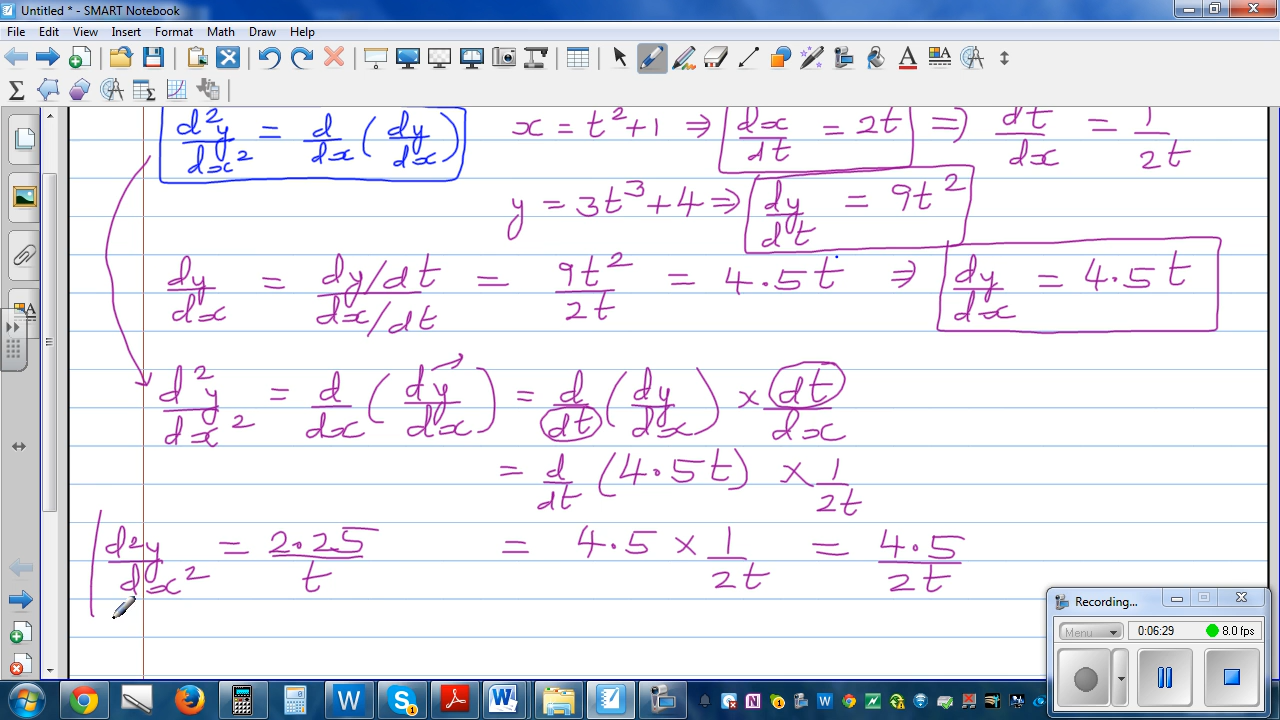 Untitled * - SMART Notebook
File Edit View Insert Format Math Draw Help
d²y/dx² = d/dx (dy/dx)
x = t² + 1 ⇒ dx/dt = 2t ⇒ dt/dx = 1/2t
y = 3t³ + 4 ⇒ dy/dt = 9t²
dy/dx = dy/dt / dx/dt = 9t²/2t = 4.5t ⇒ dy/dx = 4.5t
d²y/dx² = d/dx (dy/dx) = d/dt (dy/dx) × dt/dx
= d/dt (4.5t) × 1/2t
d²y/dx² = 2.25/t = 4.5 × 1/2t = 4.5/2t
Recording...
Menu 0:06:29 8.0 fps